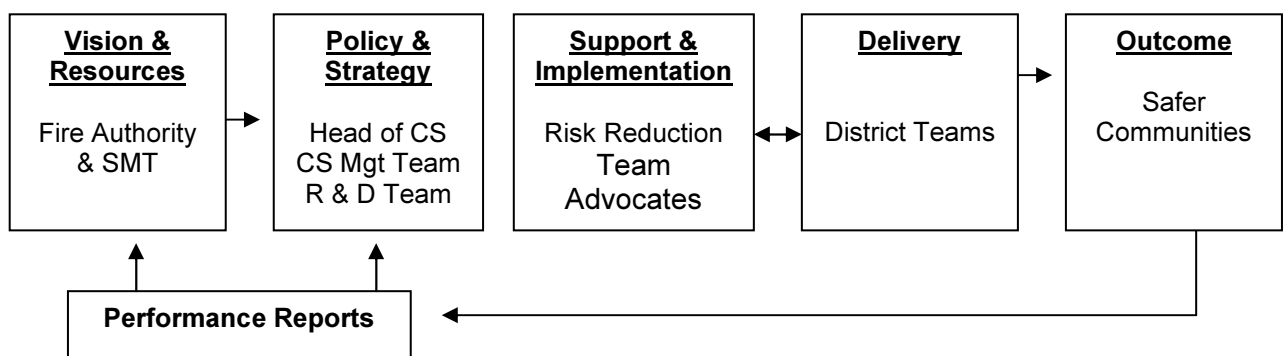 Vision &
Resources
Fire Authority
& SMT
Policy &
Strategy
Head of CS
CS Mgt Team
R & D Team
Support &
Implementation
Risk Reduction
Team
Advocates
Delivery
District Teams
Outcome
Safer
Communities
Performance Reports